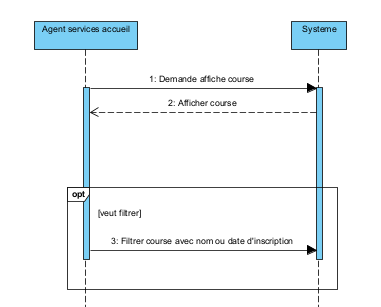 Agent services accueil
Systeme
1: Demande affiche course
2: Afficher course
opt
[veut filtrer]
3: Filtrer course avec nom ou date d'inscription